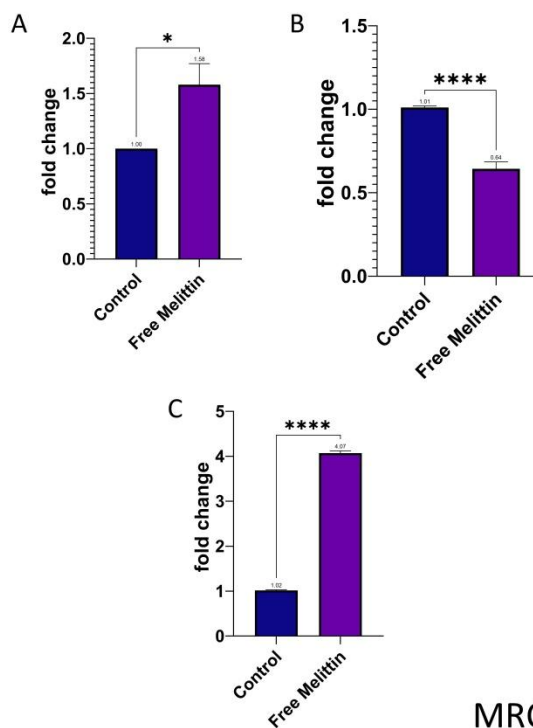 A
fold change
2.0
1.5
1.0
0.5
0.0
*
1.00
1.58
Control
Free Melittin
B
fold change
1.5
1.0
0.5
0.0
****
1.01
0.64
Control
Free Melittin
C
fold change
5
4
3
2
1
0
****
1.02
4.07
Control
Free Melittin
MRC